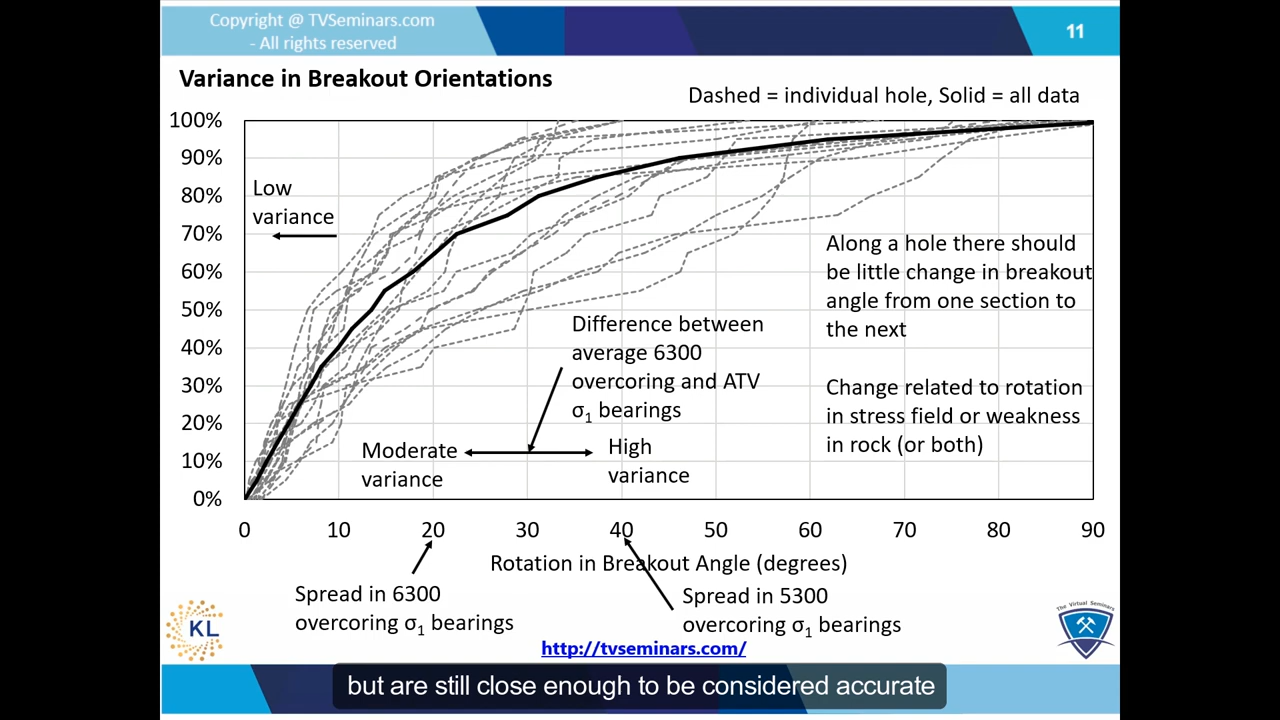 Copyright @ TVSeminars.com
- All rights reserved
11
Variance in Breakout Orientations
Dashed = individual hole, Solid = all data
100%
90%
80%
70%
60%
50%
40%
30%
20%
10%
0%
Low
variance
Along a hole there should
be little change in breakout
angle from one section to
the next
Difference between
average 6300
overcoring and ATV
σ1 bearings
Change related to rotation
in stress field or weakness
in rock (or both)
Moderate
variance
High
variance
0 10 20 30 40 50 60 70 80 90
Rotation in Breakout Angle (degrees)
Spread in 6300
overcoring σ1 bearings
Spread in 5300
overcoring σ1 bearings
KL
The Virtual Seminars
http://tvseminars.com/
but are still close enough to be considered accurate